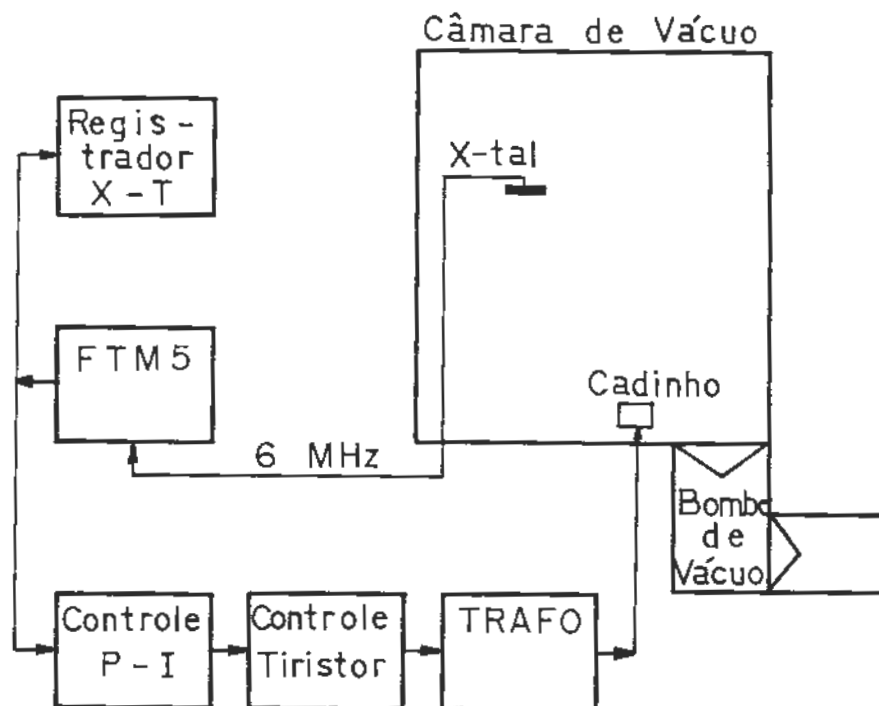 Câmara de Vácuo
Regis-
trador
X-T
X-tal
FTM5
Cadinho
6 MHz
Bomba
de
Vácuo
Controle
P-I
Controle
Tiristor
TRAFO